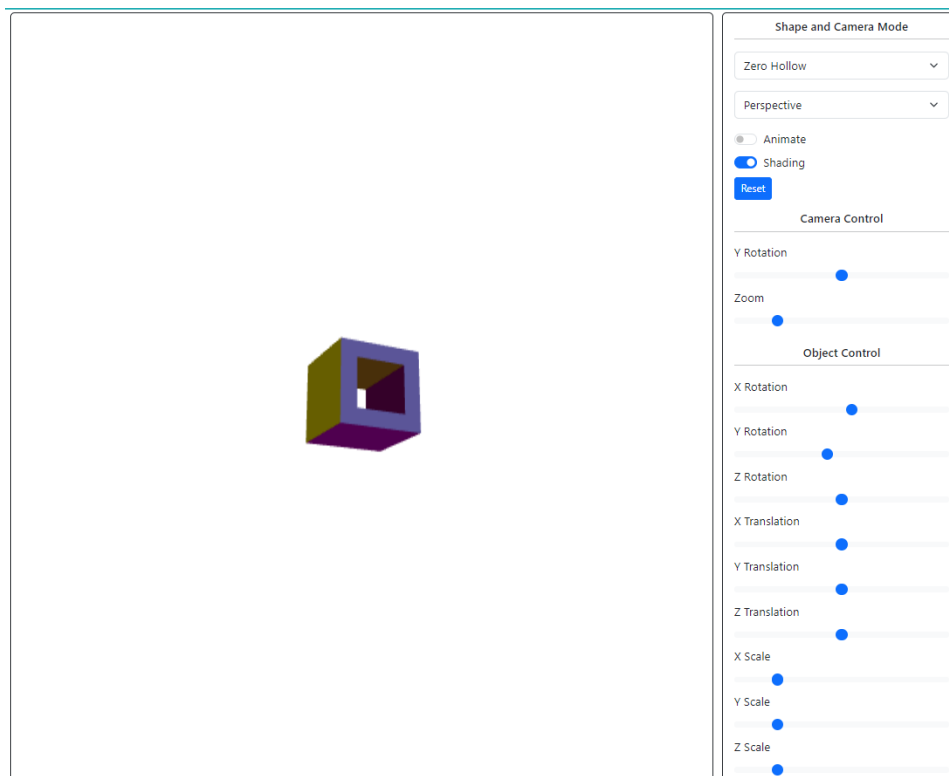 Shape and Camera Mode
Zero Hollow
Perspective
Animate
Shading
Reset
Camera Control
Y Rotation
Zoom
Object Control
X Rotation
Y Rotation
Z Rotation
X Translation
Y Translation
Z Translation
X Scale
Y Scale
Z Scale